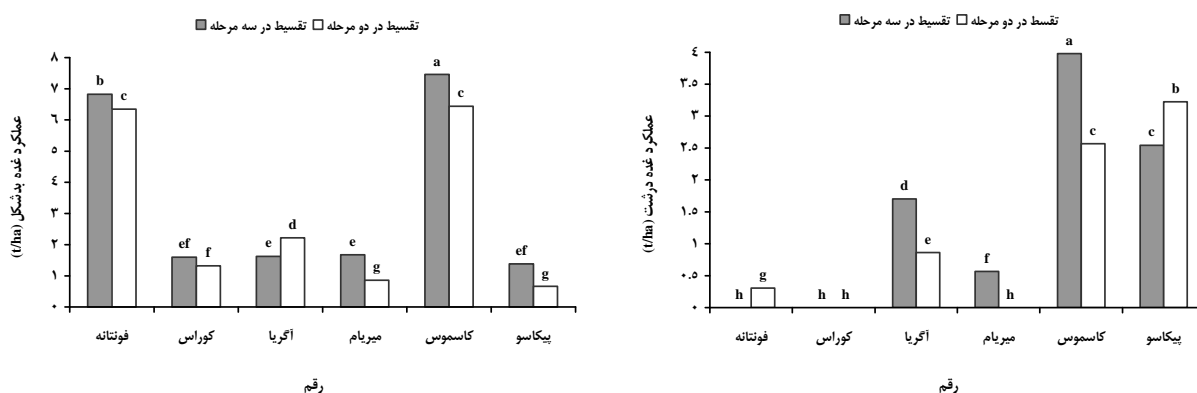 تقسیط در سه مرحله تقسیط در دو مرحله
۸
۷
۶
۵
۴
۳
۲
۱
۰
عملکرد غده بدشکل (t/ha)
b c ef f e d e g a c ef g
فونتانه کوراس آگریا میریام کاسموس پیکاسو
رقم
تقسیط در سه مرحله تقسط در دو مرحله
۴
۳.۵
۳
۲.۵
۲
۱.۵
۱
۰.۵
۰
عملکرد غده درشت (t/ha)
h g h h d e f h a c c b
فونتانه کوراس آگریا میریام کاسموس پیکاسو
رقم